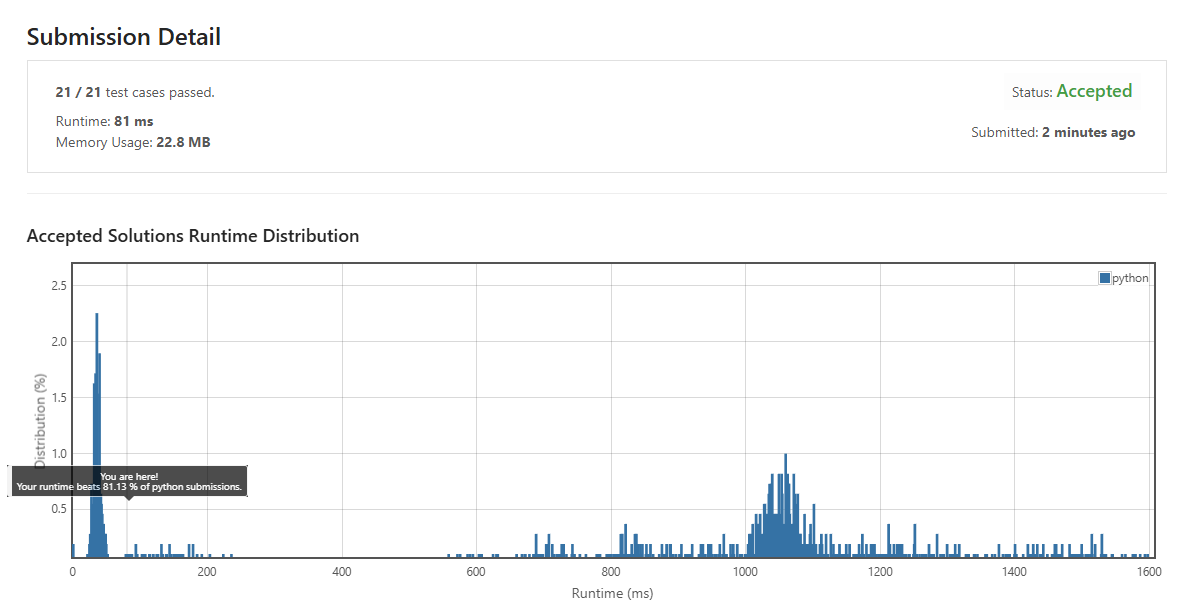 Submission Detail
21 / 21 test cases passed.
Status: Accepted
Runtime: 81 ms
Memory Usage: 22.8 MB
Submitted: 2 minutes ago
Accepted Solutions Runtime Distribution
python
2.5
2.0
1.5
1.0
0.5
Distribution (%)
You are here!
Your runtime beats 81.13 % of python submissions.
0 200 400 600 800 1000 1200 1400 1600
Runtime (ms)